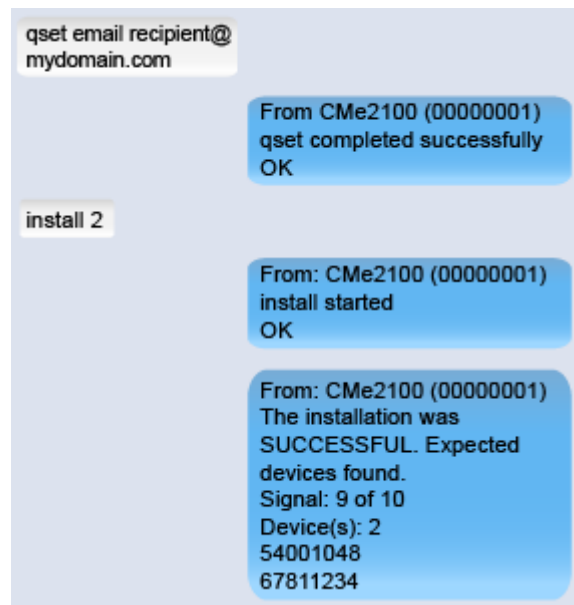 qset email recipient@
mydomain.com
From CMe2100 (00000001)
qset completed successfully
OK
install 2
From: CMe2100 (00000001)
install started
OK
From: CMe2100 (00000001)
The installation was
SUCCESSFUL. Expected
devices found.
Signal: 9 of 10
Device(s): 2
54001048
67811234